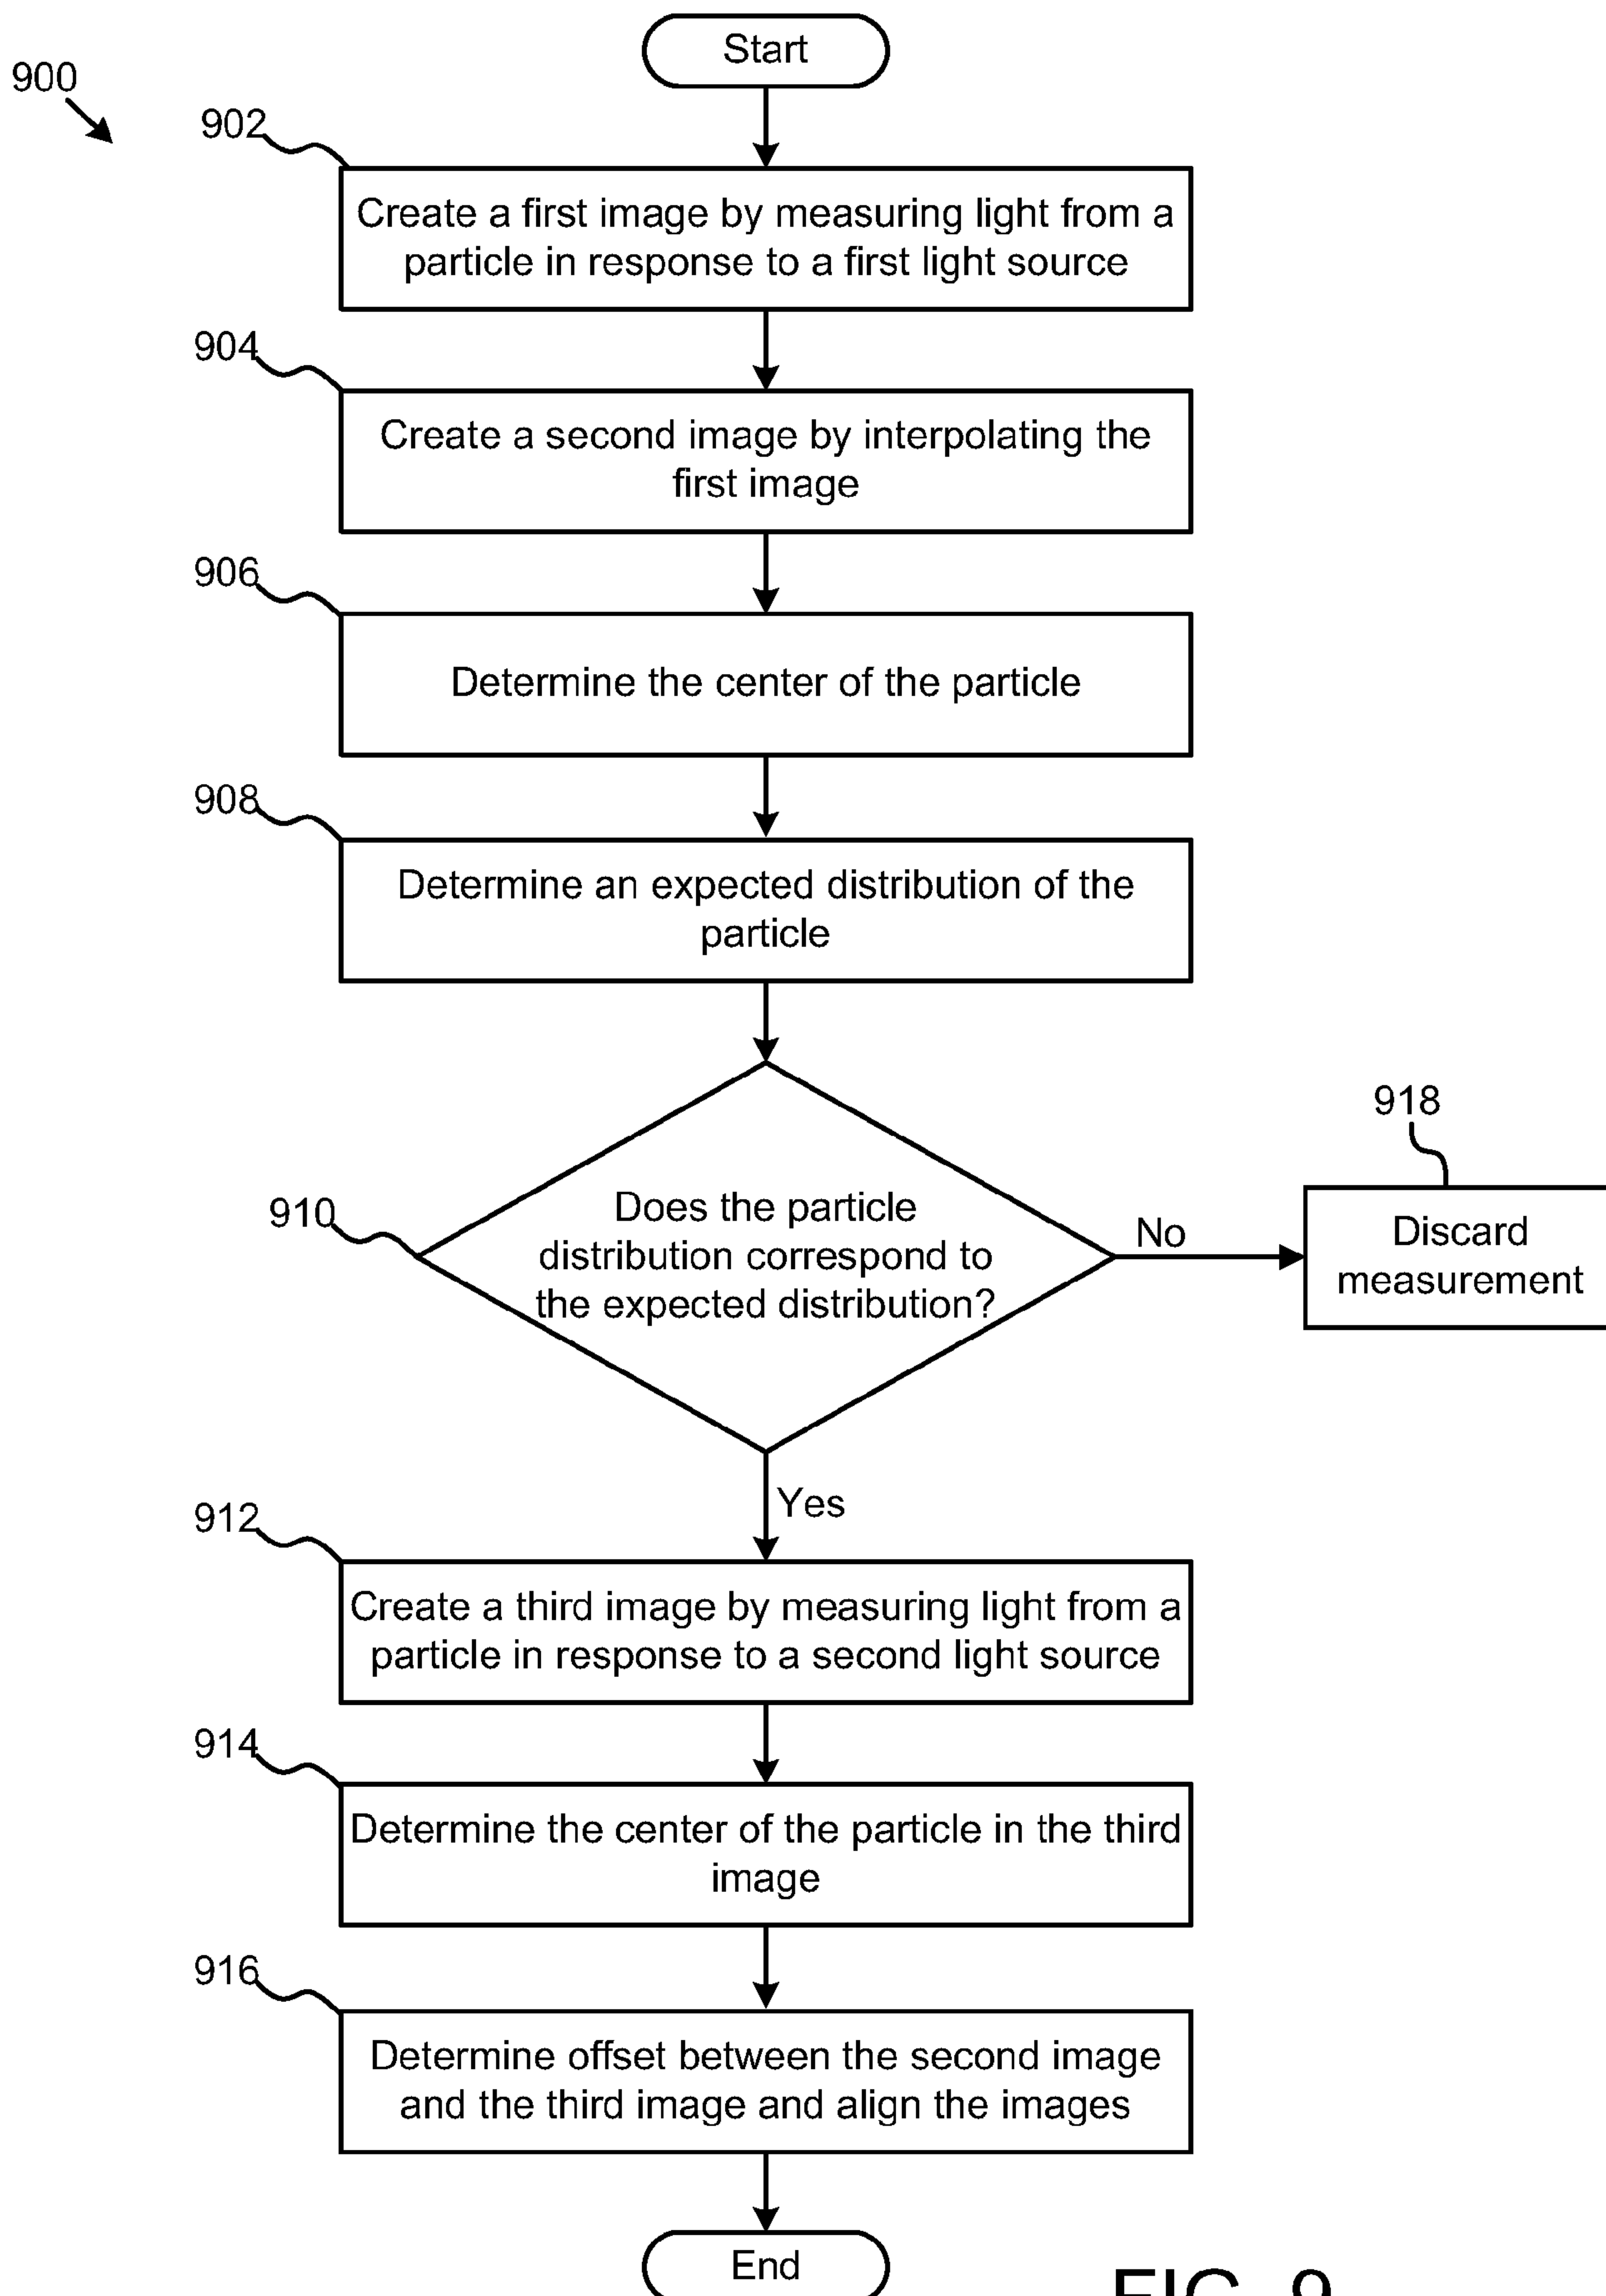 Start
900
902
Create a first image by measuring light from a
particle in response to a first light source
904
Create a second image by interpolating the
first image
906
Determine the center of the particle
908
Determine an expected distribution of the
particle
910
Does the particle
distribution correspond to
the expected distribution?
No
918
Discard
measurement
Yes
912
Create a third image by measuring light from a
particle in response to a second light source
914
Determine the center of the particle in the third
image
916
Determine offset between the second image
and the third image and align the images
End
FIG. 9